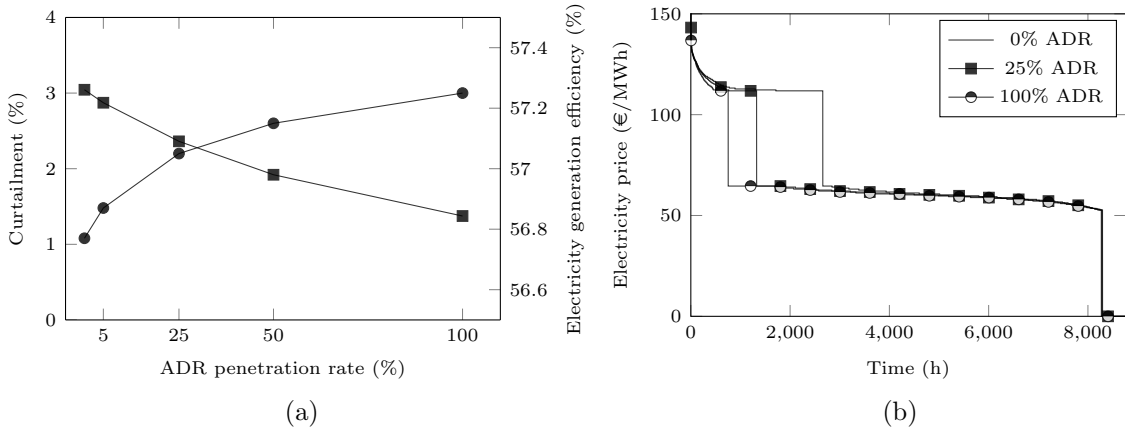 4
3
2
1
0
Curtailment (%)
5
25
50
100
ADR penetration rate (%)
57.4
57.2
57
56.8
56.6
Electricity generation efficiency (%)
(a)
150
100
50
0
Electricity price (€/MWh)
0% ADR
25% ADR
100% ADR
0
2,000
4,000
6,000
8,000
Time (h)
(b)